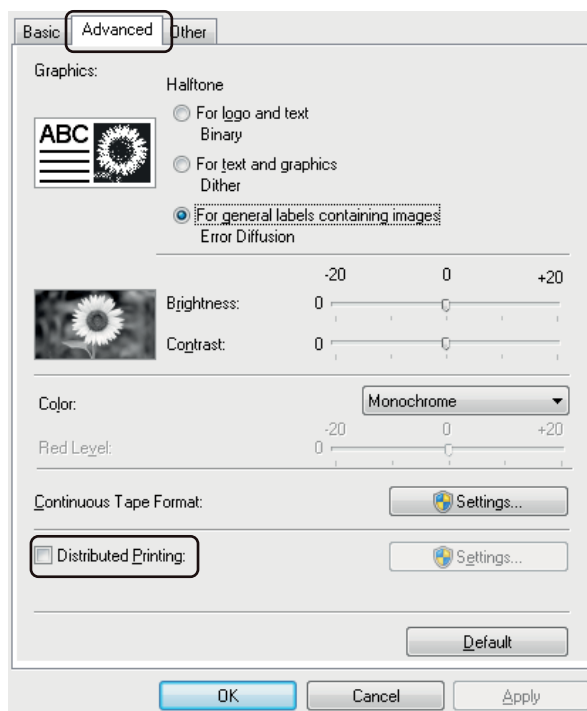 Basic Advanced Other
Graphics:
Halftone
For logo and text
Binary
ABC
For text and graphics
Dither
For general labels containing images
Error Diffusion
-20 0 +20
Brightness: 0
Contrast: 0
Color: Monochrome
-20 0 +20
Red Level: 0
Continuous Tape Format: Settings...
Distributed Printing: Settings...
Default
OK Cancel Apply